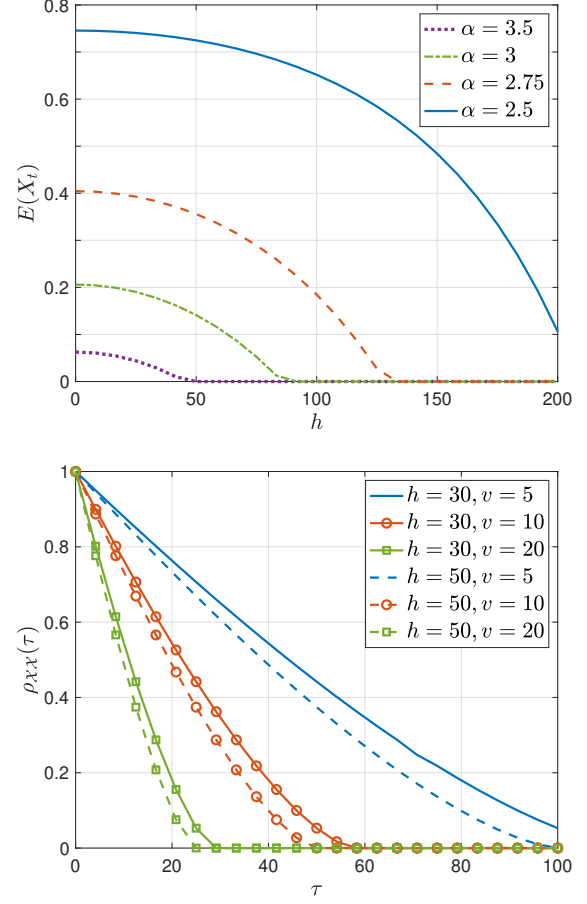 0.8
0.6
0.4
0.2
0
E(X_t)
α = 3.5
α = 3
α = 2.75
α = 2.5
0 50 100 150 200
h
1
0.8
0.6
0.4
0.2
0
ρ_{XX}(τ)
h = 30, v = 5
h = 30, v = 10
h = 30, v = 20
h = 50, v = 5
h = 50, v = 10
h = 50, v = 20
0 20 40 60 80 100
τ